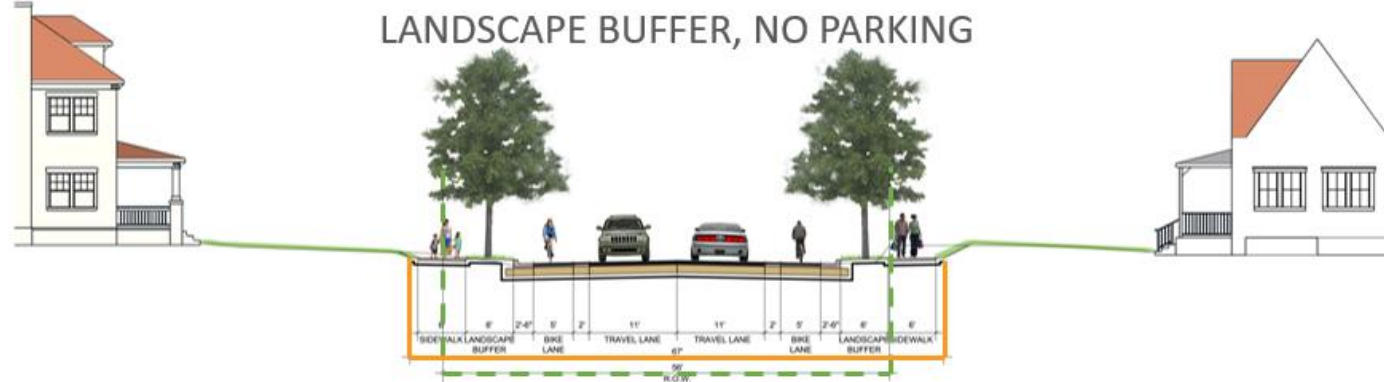 LANDSCAPE BUFFER, NO PARKING
6' 6' 2'-6" 5' 2' 11' 11' 2' 5' 2'-6" 6' 6'
SIDEWALK LANDSCAPE BUFFER BIKE LANE TRAVEL LANE TRAVEL LANE BIKE LANE LANDSCAPE BUFFER SIDEWALK
67'
56'
R.O.W.